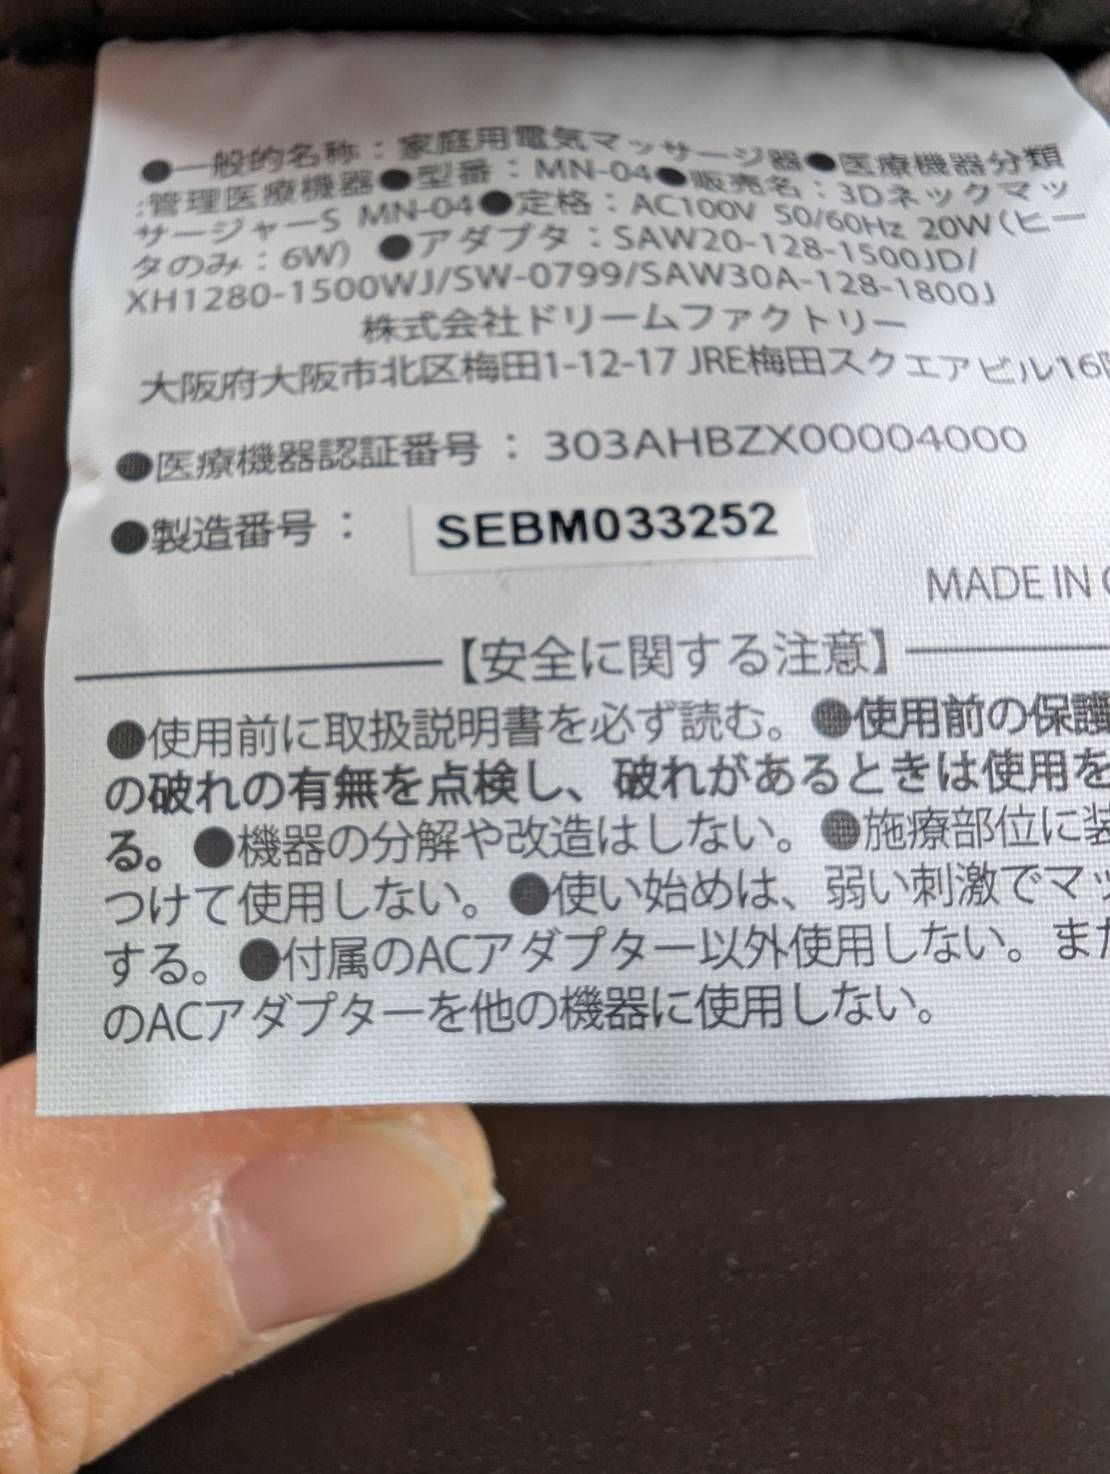 ●一般的名称：家庭用電気マッサージ器●医療機器分類
:管理医療機器●型番：MN-04●販売名：3Dネックマッ
サージャーS MN-04●定格：AC100V 50/60Hz 20W（ヒー
タのみ：6W）●アダプタ：SAW20-128-1500JD/
XH1280-1500WJ/SW-0799/SAW30A-128-1800J
株式会社ドリームファクトリー
大阪府大阪市北区梅田1-12-17 JRE梅田スクエアビル16
●医療機器認証番号：303AHBZX00004000
●製造番号：SEBM033252
MADE IN
【安全に関する注意】
●使用前に取扱説明書を必ず読む。●使用前の保護
の破れの有無を点検し、破れがあるときは使用を
る。●機器の分解や改造はしない。●施療部位に装
つけて使用しない。●使い始めは、弱い刺激でマッ
する。●付属のACアダプター以外使用しない。また
のACアダプターを他の機器に使用しない。